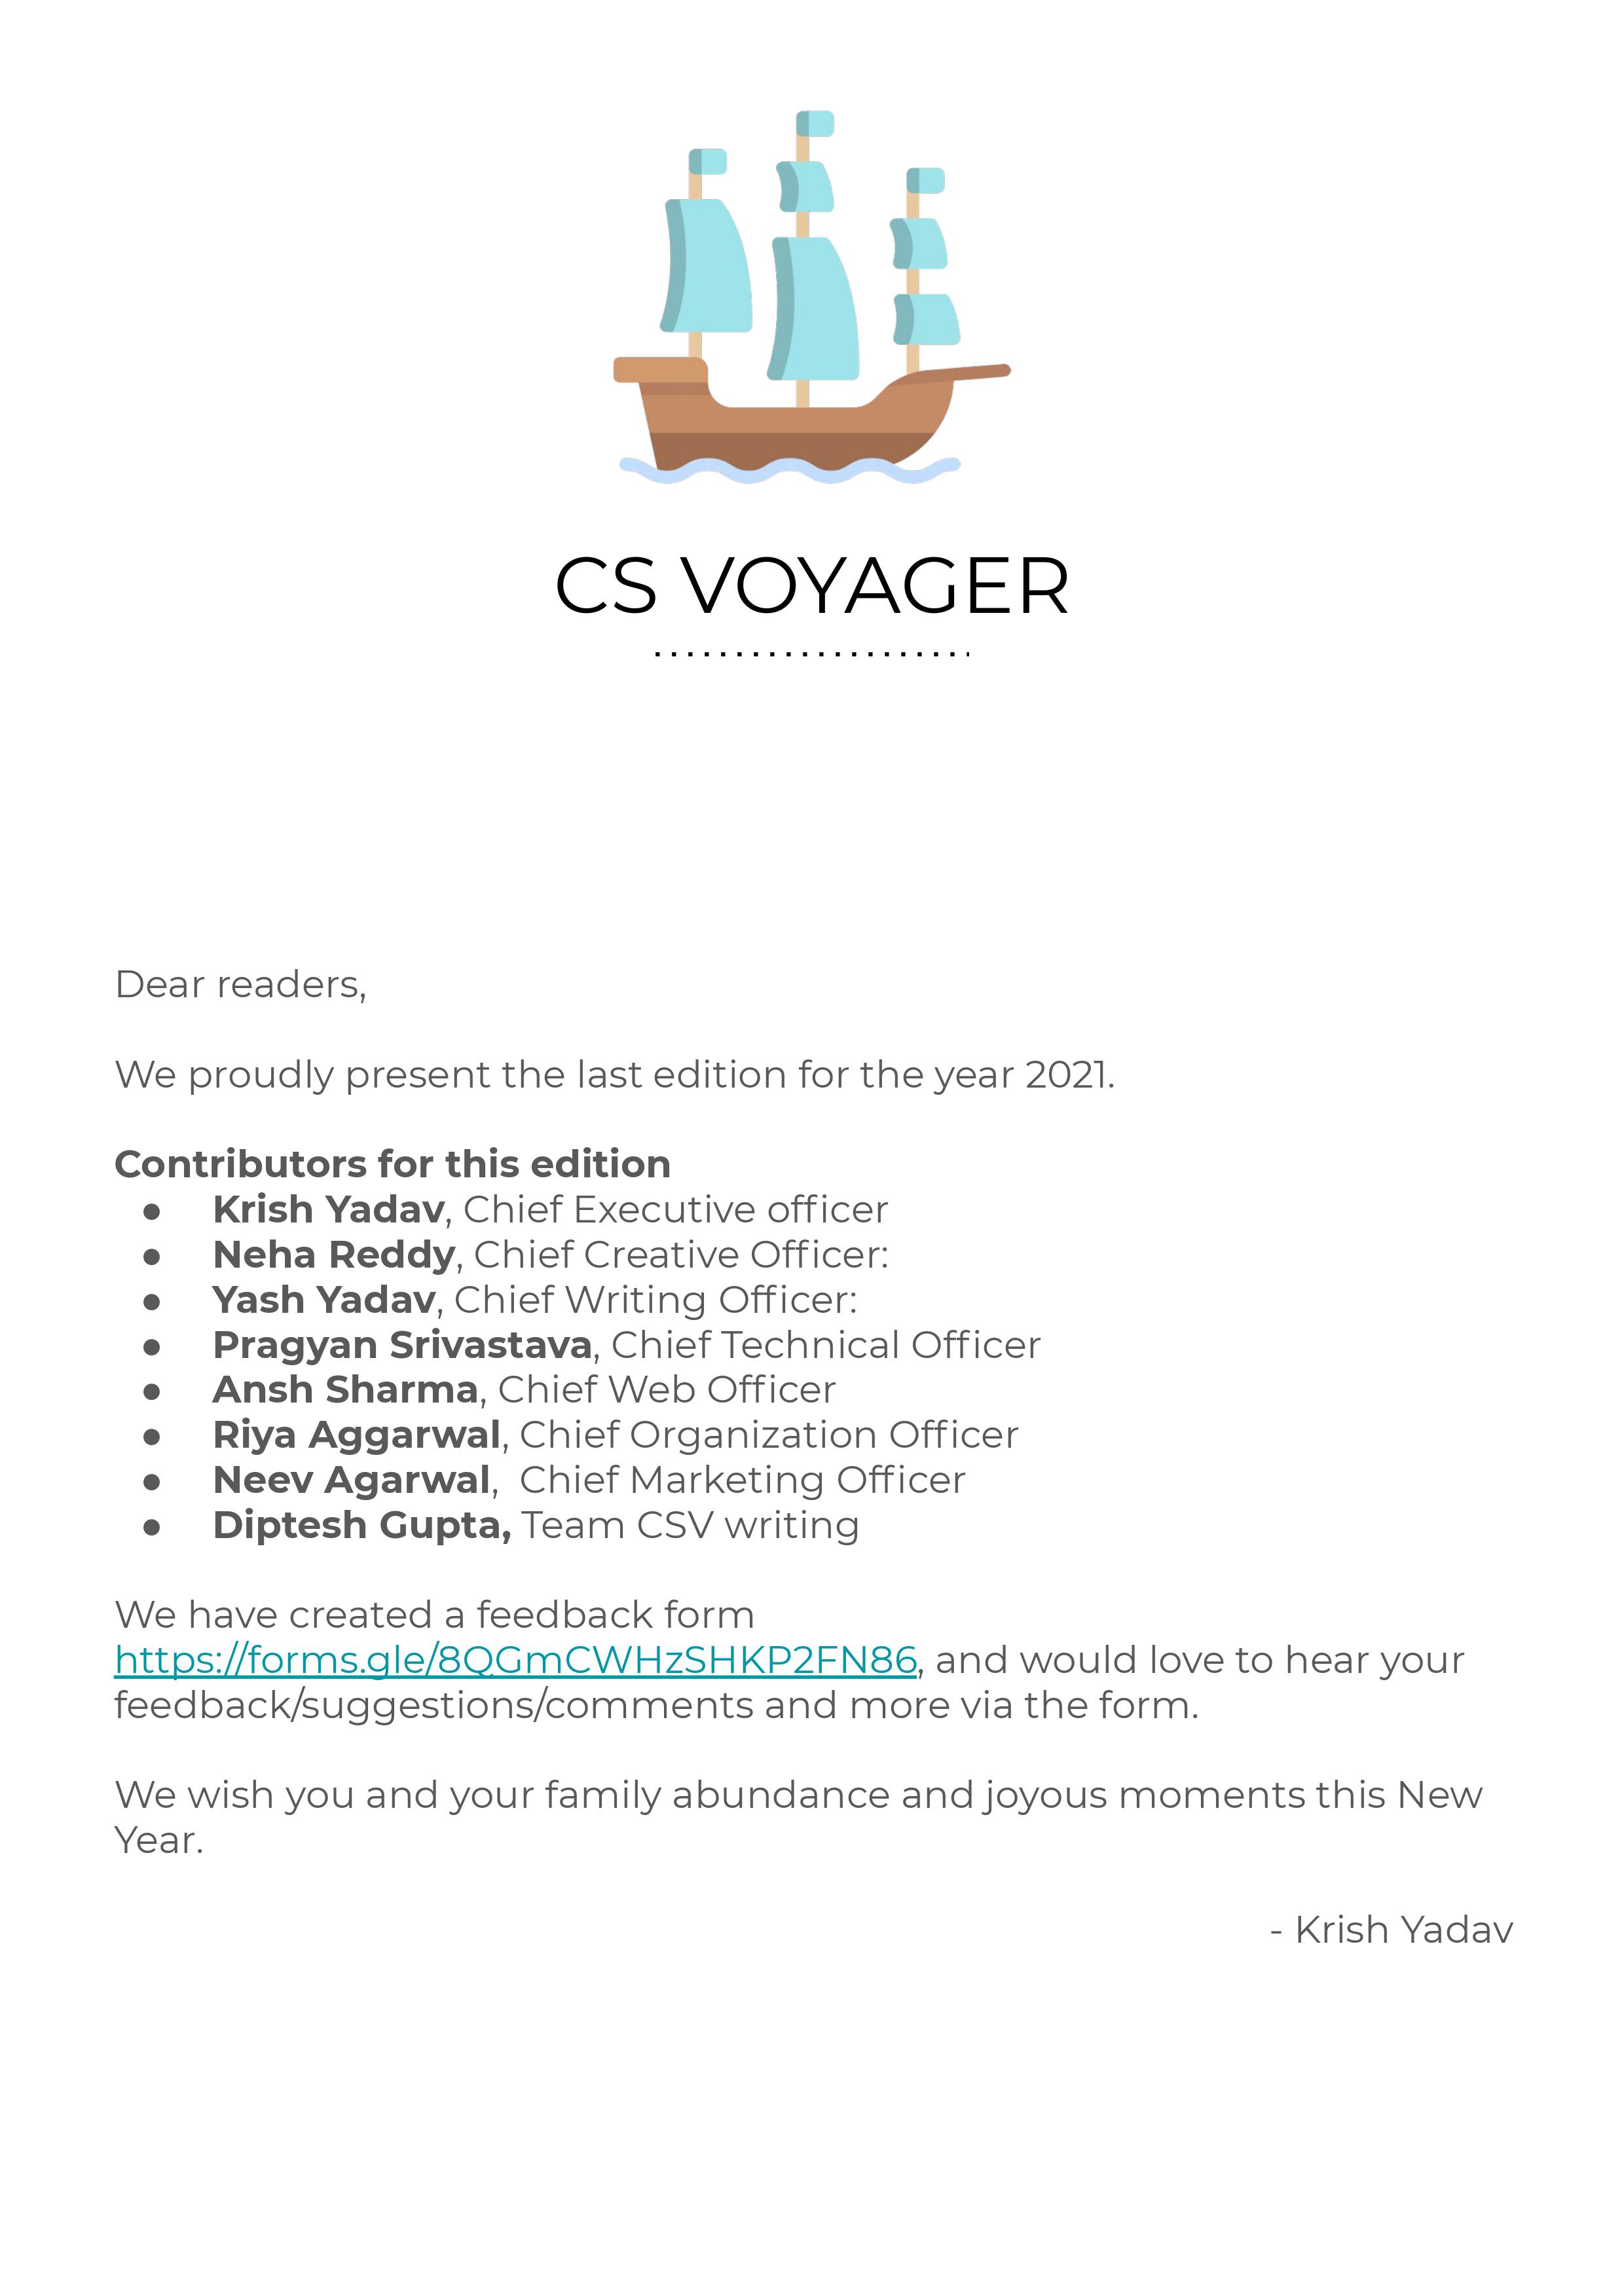 CS VOYAGER
Dear readers,
We proudly present the last edition for the year 2021.
Contributors for this edition
● Krish Yadav, Chief Executive officer
● Neha Reddy, Chief Creative Officer:
● Yash Yadav, Chief Writing Officer:
● Pragyan Srivastava, Chief Technical Officer
● Ansh Sharma, Chief Web Officer
● Riya Aggarwal, Chief Organization Officer
● Neev Agarwal,  Chief Marketing Officer
● Diptesh Gupta, Team CSV writing
We have created a feedback form
https://forms.gle/8QGmCWHzSHKP2FN86, and would love to hear your
feedback/suggestions/comments and more via the form.
We wish you and your family abundance and joyous moments this New
Year.
- Krish Yadav